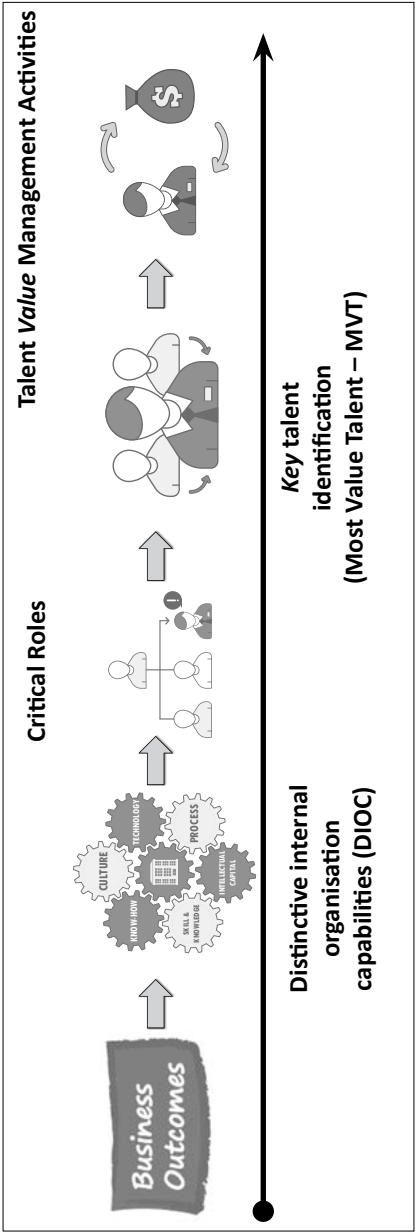 Business
Outcomes
CULTURE
KNOW-HOW
TECHNOLOGY
SKILL &
KNOWLEDGE
PROCESS
INTELLECTUAL
CAPITAL
Distinctive internal
organisation
capabilities (DIOC)
Critical Roles
!
Key talent
identification
(Most Value Talent – MVT)
Talent Value Management Activities
$